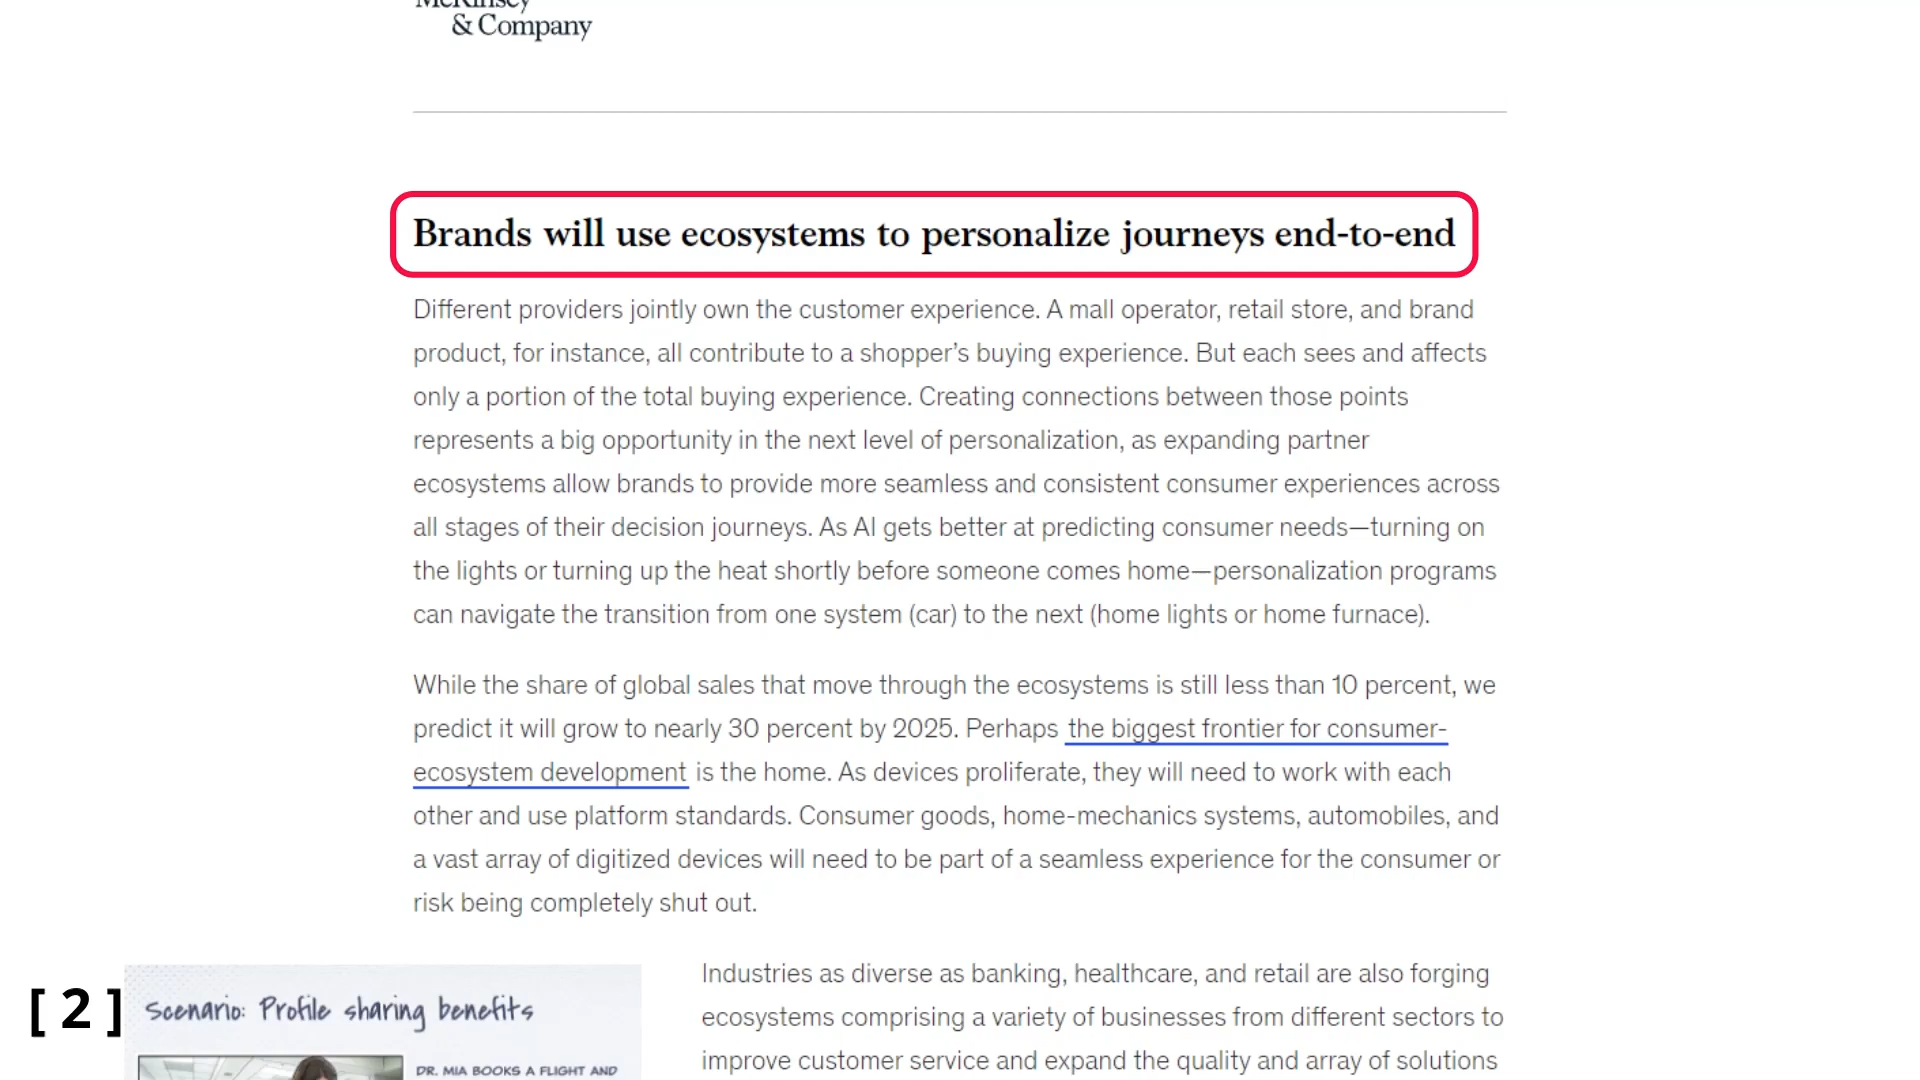 McKinsey
& Company
Brands will use ecosystems to personalize journeys end-to-end
Different providers jointly own the customer experience. A mall operator, retail store, and brand
product, for instance, all contribute to a shopper’s buying experience. But each sees and affects
only a portion of the total buying experience. Creating connections between those points
represents a big opportunity in the next level of personalization, as expanding partner
ecosystems allow brands to provide more seamless and consistent consumer experiences across
all stages of their decision journeys. As AI gets better at predicting consumer needs—turning on
the lights or turning up the heat shortly before someone comes home—personalization programs
can navigate the transition from one system (car) to the next (home lights or home furnace).
While the share of global sales that move through the ecosystems is still less than 10 percent, we
predict it will grow to nearly 30 percent by 2025. Perhaps the biggest frontier for consumer-
ecosystem development is the home. As devices proliferate, they will need to work with each
other and use platform standards. Consumer goods, home-mechanics systems, automobiles, and
a vast array of digitized devices will need to be part of a seamless experience for the consumer or
risk being completely shut out.
[ 2 ]
Scenario: Profile sharing benefits
DR. MIA BOOKS A FLIGHT AND
Industries as diverse as banking, healthcare, and retail are also forging
ecosystems comprising a variety of businesses from different sectors to
improve customer service and expand the quality and array of solutions